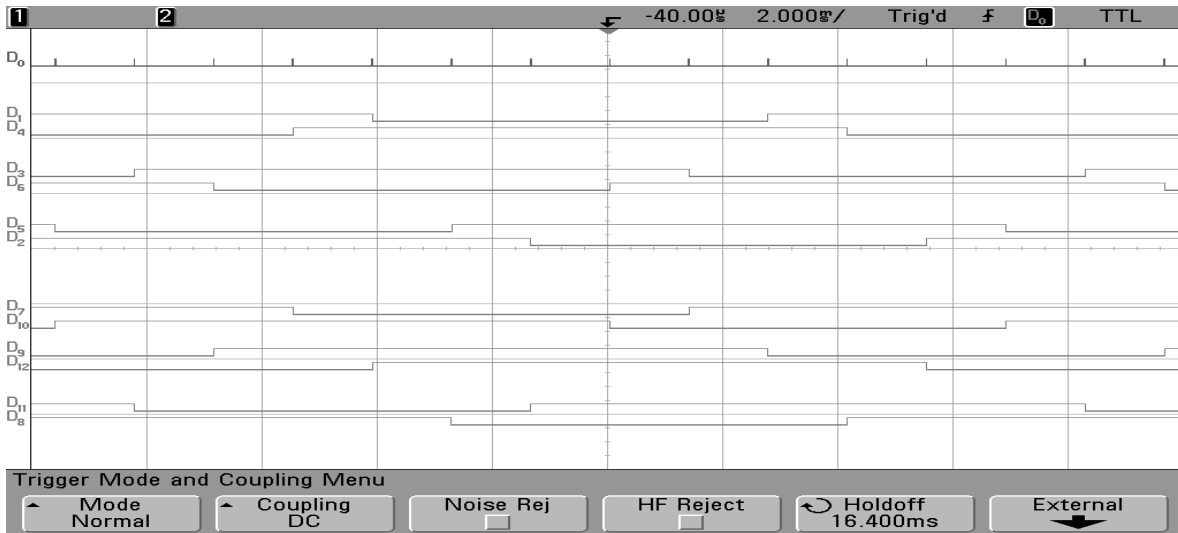 1 2 -40.00µs 2.000ms/ Trig'd D0 TTL
D0
D1
D4
D3
D6
D5
D2
D7
D10
D9
D12
D11
D8
Trigger Mode and Coupling Menu
Mode Normal
Coupling DC
Noise Rej
HF Reject
Holdoff 16.400ms
External